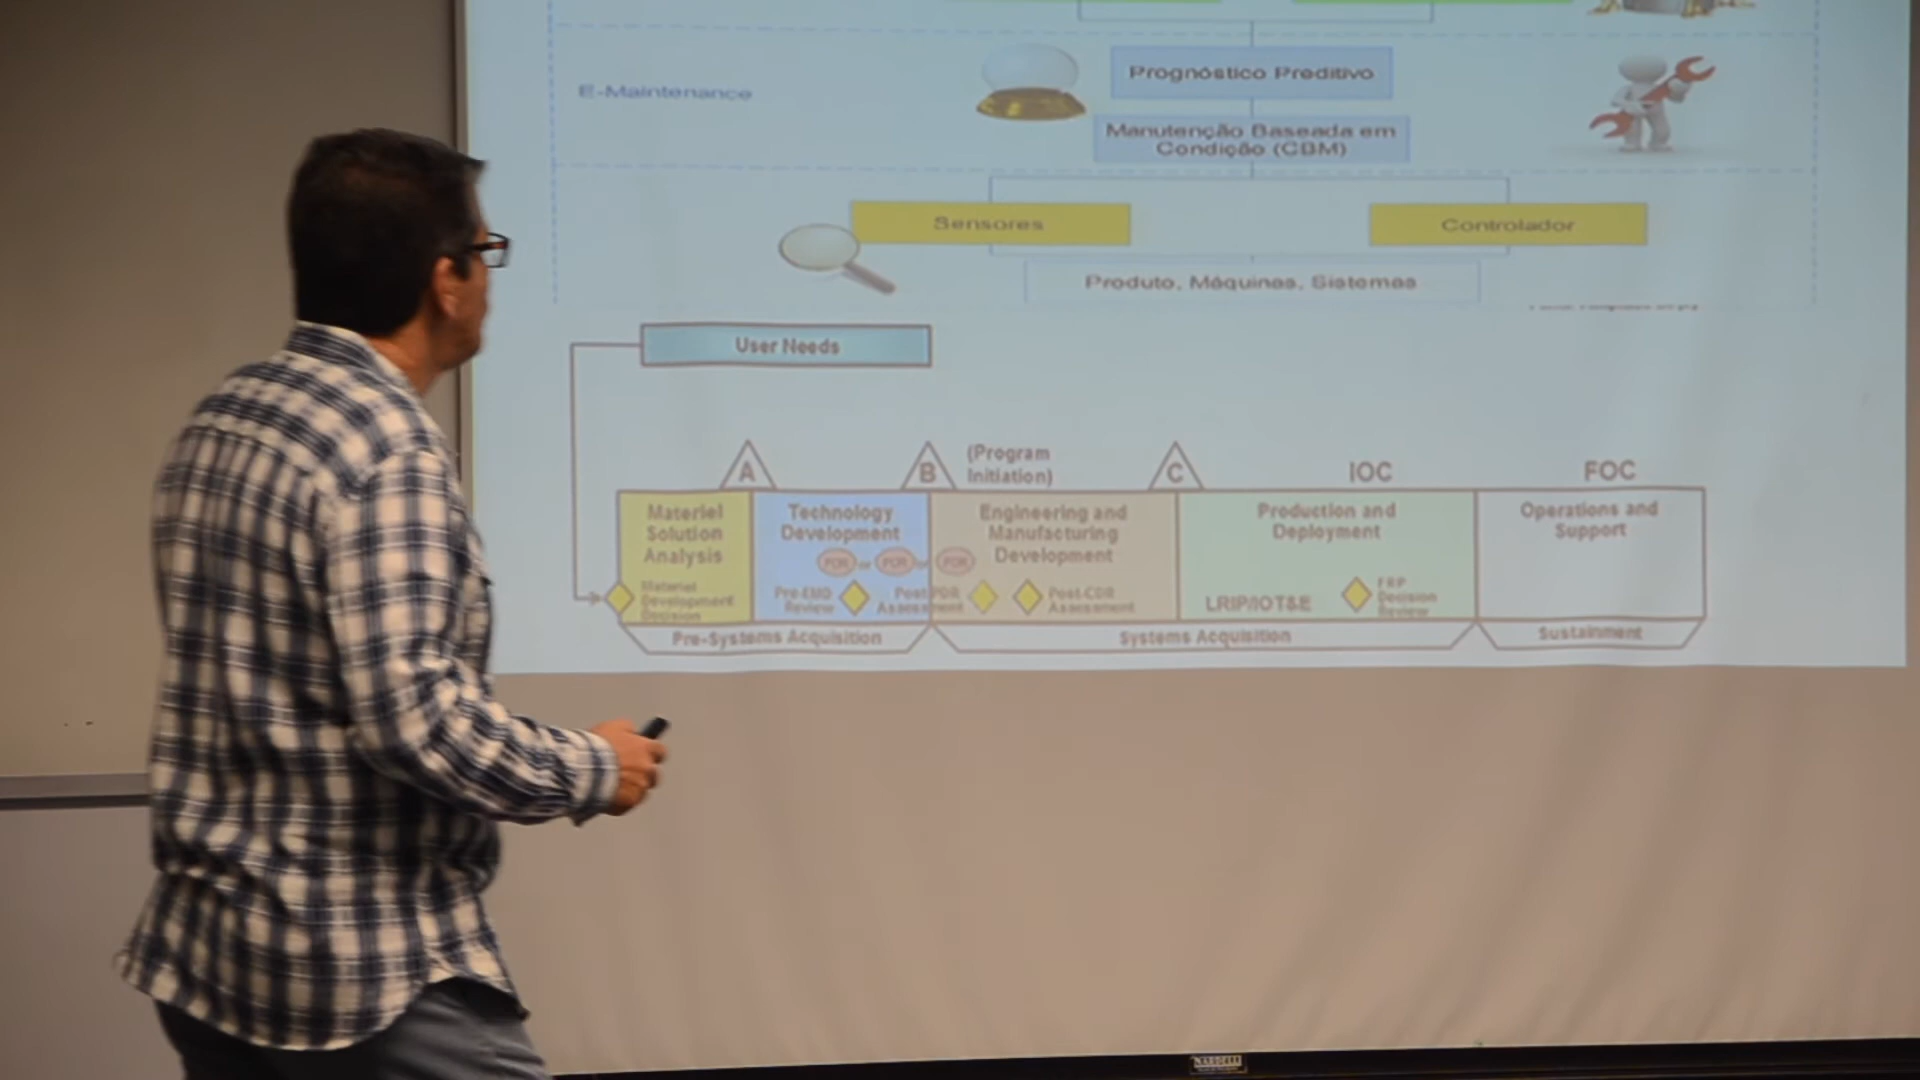 Prognóstico Preditivo
E-Maintenance
Manutenção Baseada em
Condição (CBM)
Sensores
Controlador
Produto, Máquinas, Sistemas
User Needs
A
B
(Program
Initiation)
C
IOC
FOC
Materiel
Solution
Analysis
Technology
Development
Engineering and
Manufacturing
Development
Production and
Deployment
Operations and
Support
PDR or PDR or PDR
Materiel
Development
Decision
Pre-EMD
Review
Post-PDR
Assessment
Post-CDR
Assessment
LRIP/IOT&E
FRP
Decision
Review
Pre-Systems Acquisition
Systems Acquisition
Sustainment